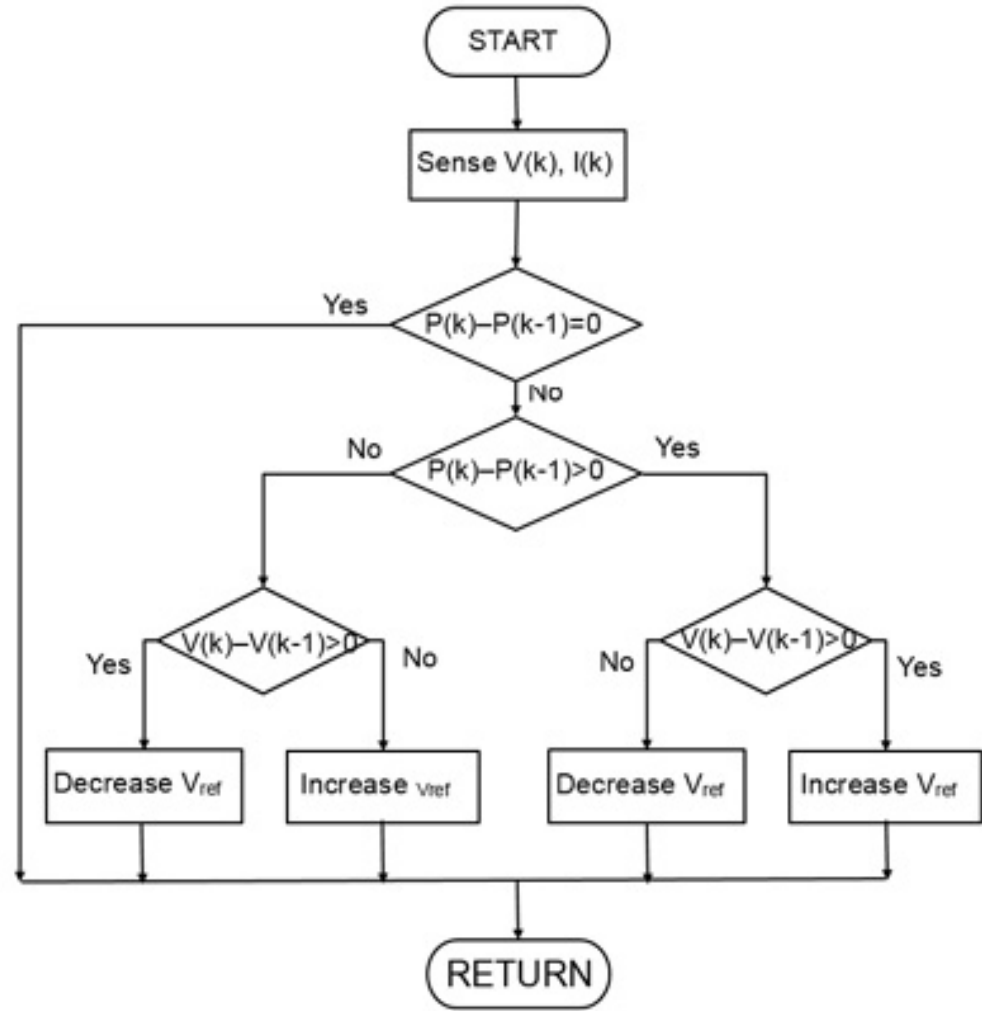 START
Sense V(k), I(k)
Yes
P(k)–P(k-1)=0
No
No
Yes
P(k)–P(k-1)>0
V(k)–V(k-1)>0
V(k)–V(k-1)>0
Yes
No
No
Yes
Decrease Vref
Increase Vref
Decrease Vref
Increase Vref
RETURN